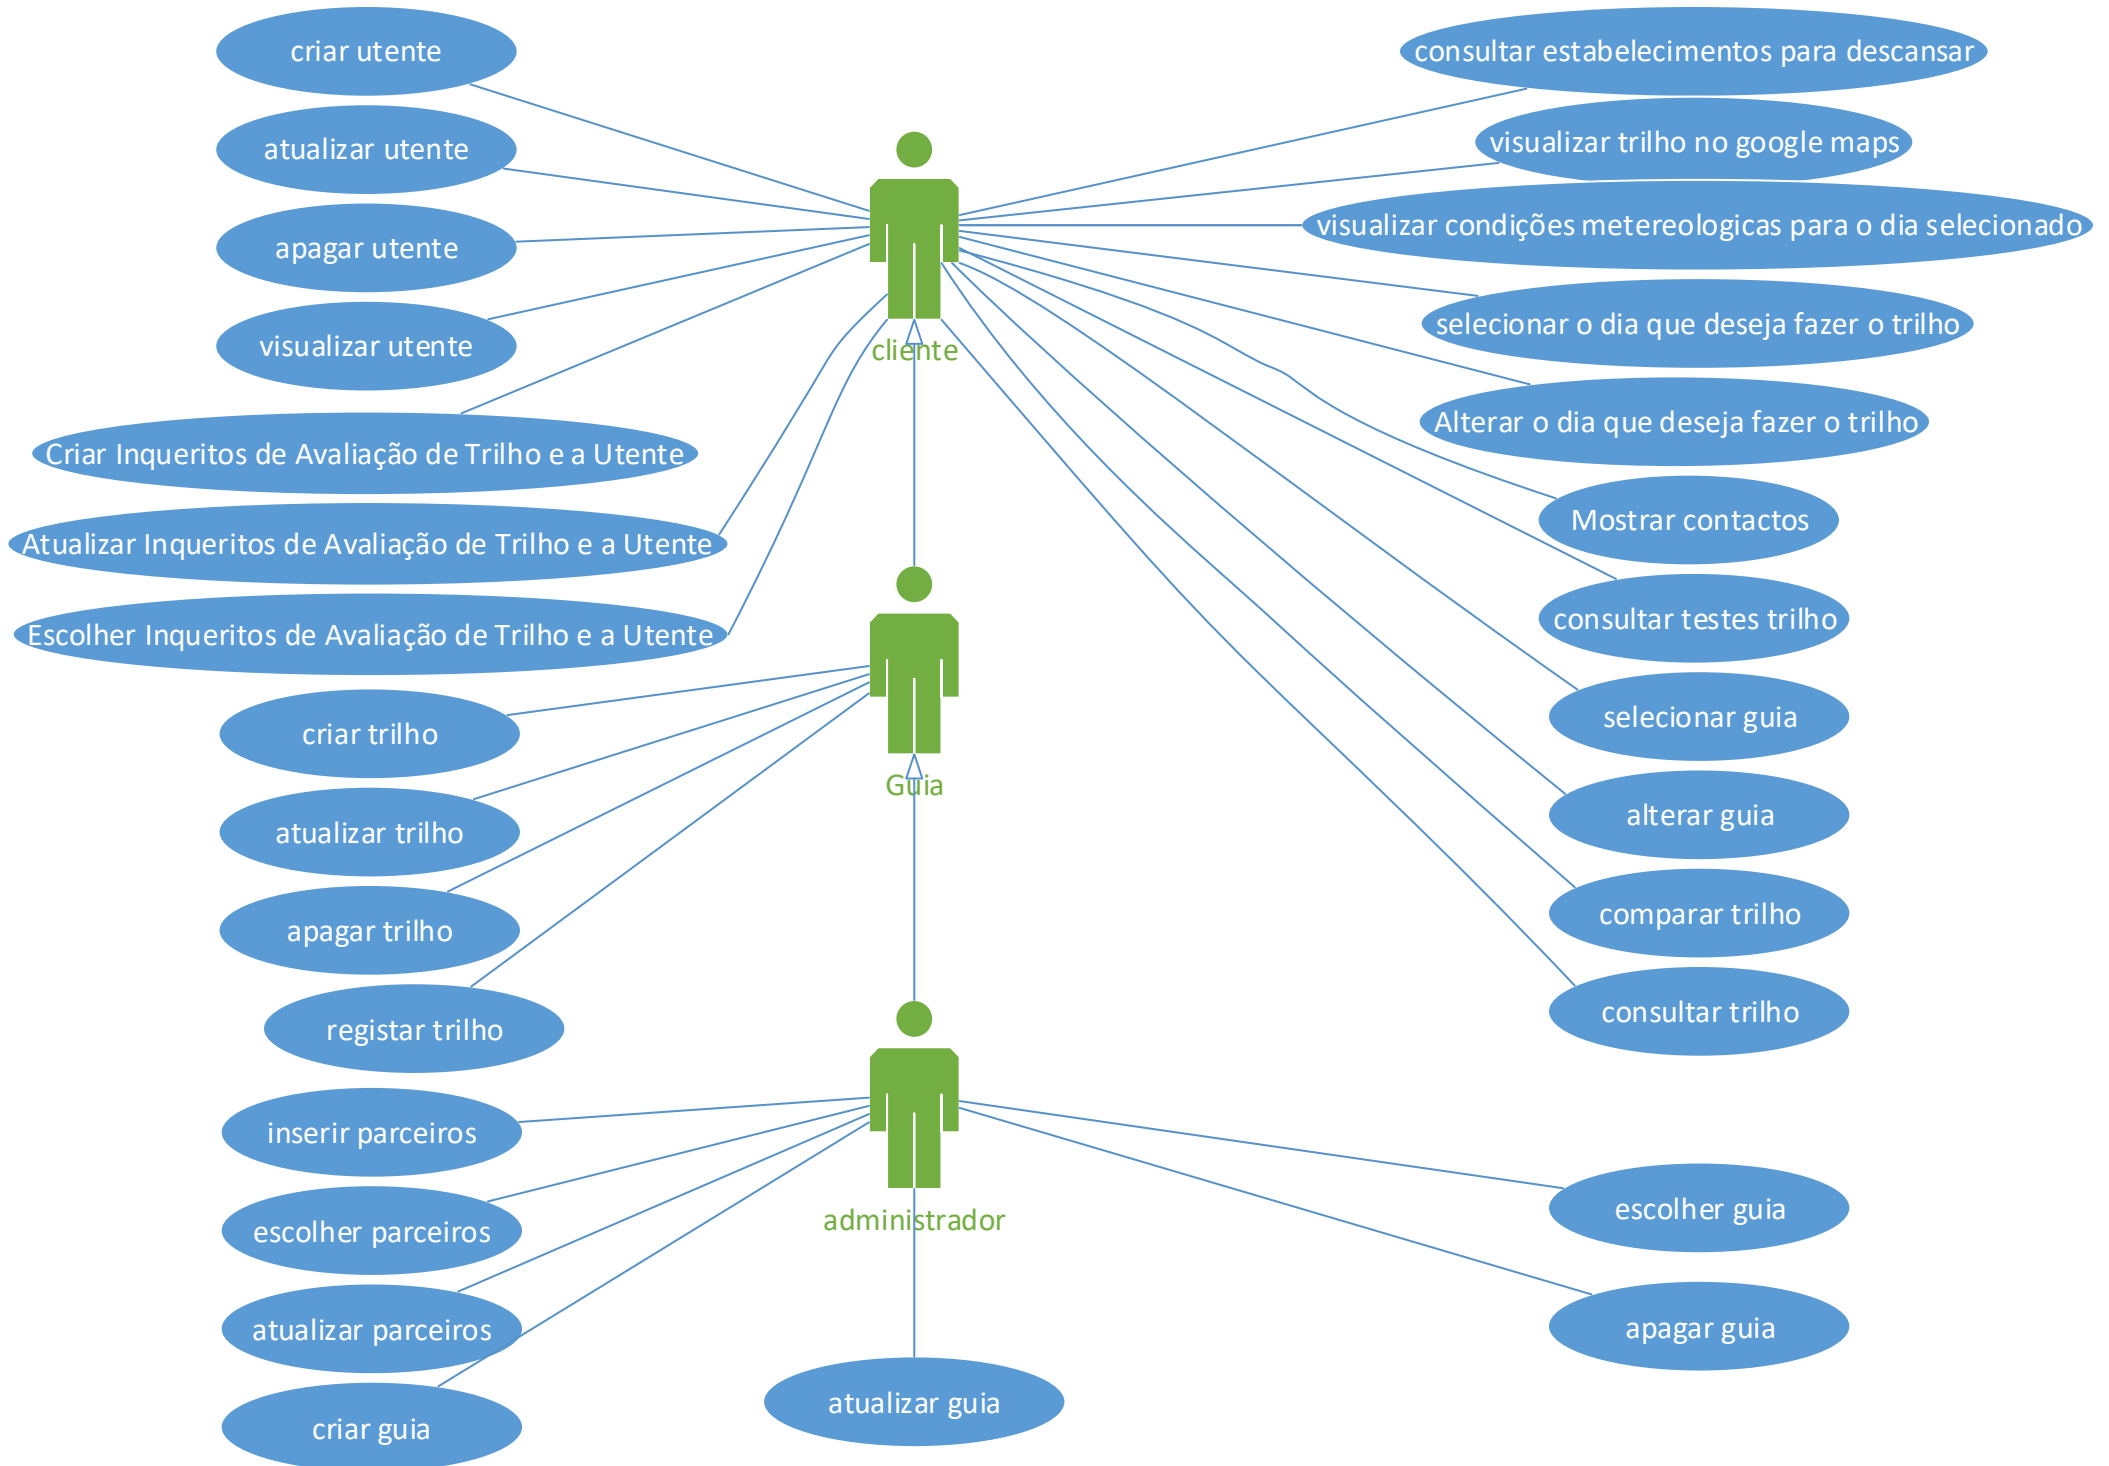 criar utente
atualizar utente
apagar utente
visualizar utente
Criar Inqueritos de Avaliação de Trilho e a Utente
Atualizar Inqueritos de Avaliação de Trilho e a Utente
Escolher Inqueritos de Avaliação de Trilho e a Utente
criar trilho
atualizar trilho
apagar trilho
registar trilho
inserir parceiros
escolher parceiros
atualizar parceiros
criar guia
cliente
Guia
administrador
atualizar guia
consultar estabelecimentos para descansar
visualizar trilho no google maps
visualizar condições metereologicas para o dia selecionado
selecionar o dia que deseja fazer o trilho
Alterar o dia que deseja fazer o trilho
Mostrar contactos
consultar testes trilho
selecionar guia
alterar guia
comparar trilho
consultar trilho
escolher guia
apagar guia